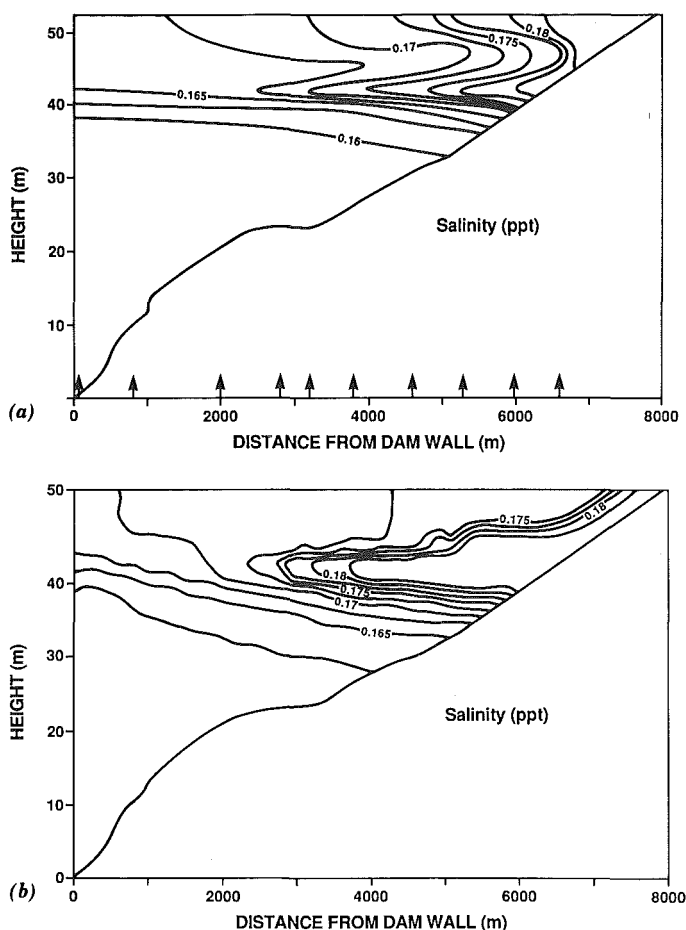 50
40
30
20
10
HEIGHT (m)
0.165
0.16
0.17
0.175
0.18
Salinity (ppt)
(a)
0 2000 4000 6000 8000
DISTANCE FROM DAM WALL (m)
50
40
30
20
10
0
HEIGHT (m)
0.175
0.18
0.18
0.175
0.17
0.165
Salinity (ppt)
(b)
0 2000 4000 6000 8000
DISTANCE FROM DAM WALL (m)